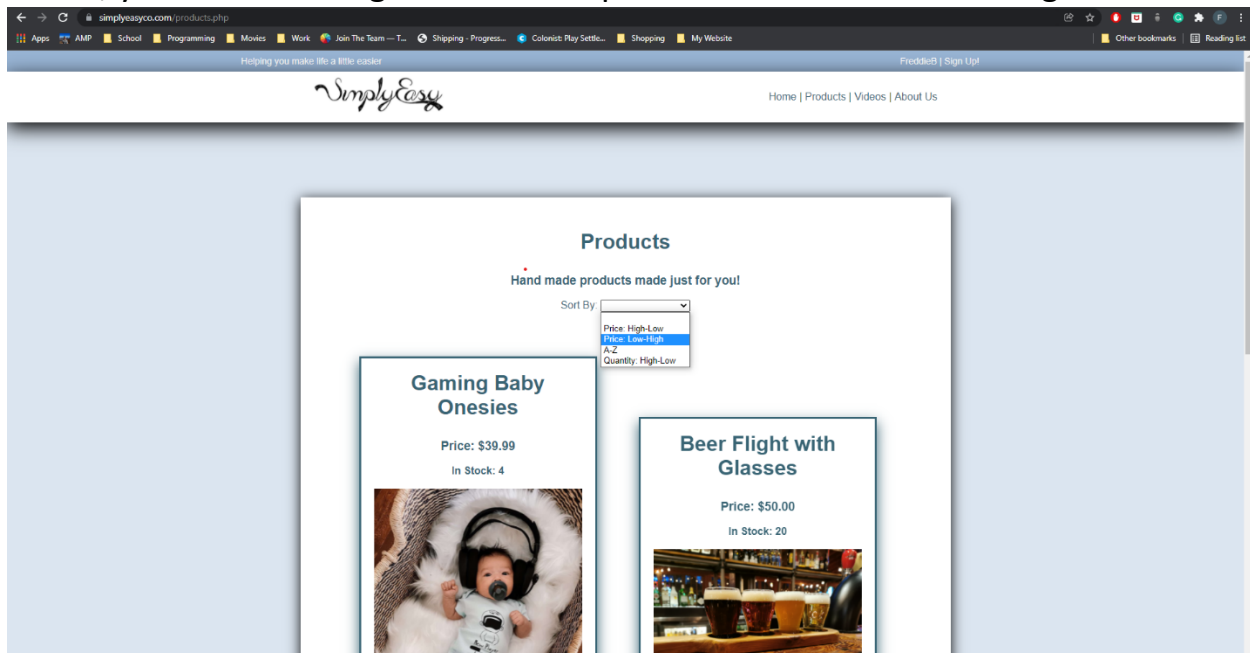 simplyeasyco.com/products.php
Apps AMP School Programming Movies Work Join The Team — T... Shipping - Progress... Colonist: Play Settle... Shopping My Website Other bookmarks Reading list
Helping you make life a little easier FreddieB | Sign Up!
SimplyEasy
Home | Products | Videos | About Us
Products
Hand made products made just for you!
Sort By:
Price: High-Low
Price: Low-High
A-Z
Quantity: High-Low
Gaming Baby
Onesies
Price: $39.99
In Stock: 4
Beer Flight with
Glasses
Price: $50.00
In Stock: 20